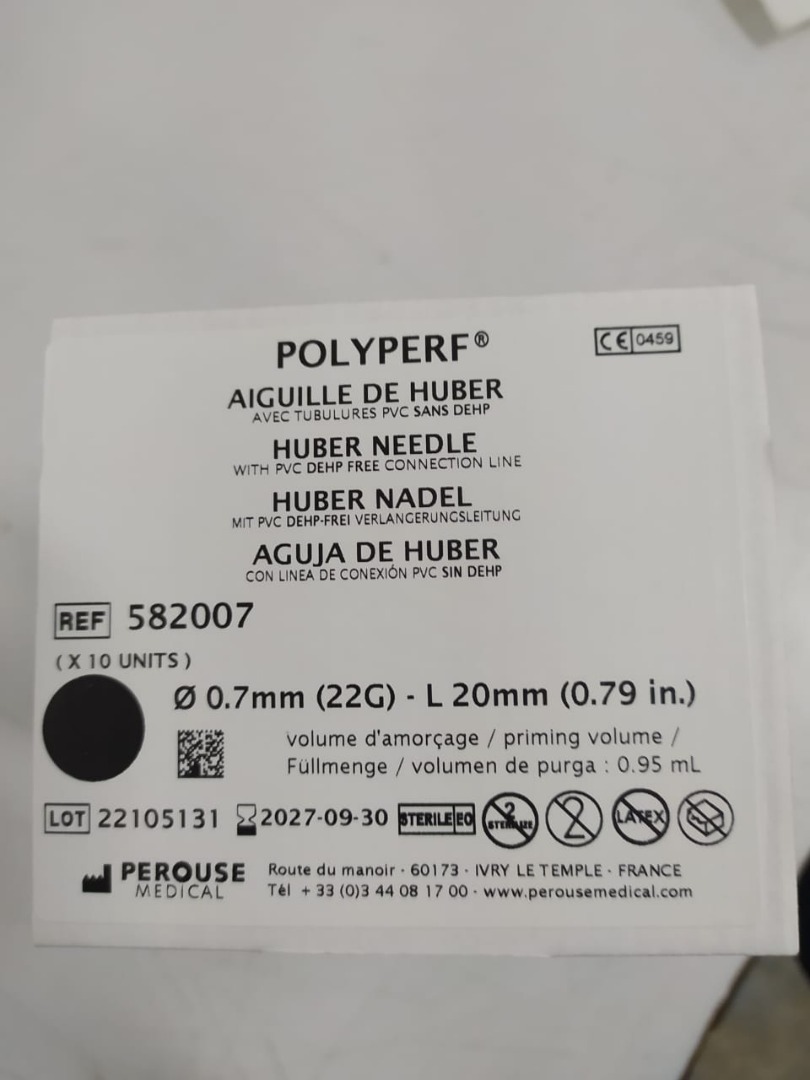 POLYPERF®
CE 0459
AIGUILLE DE HUBER
AVEC TUBULURES PVC SANS DEHP
HUBER NEEDLE
WITH PVC DEHP FREE CONNECTION LINE
HUBER NADEL
MIT PVC DEHP-FREI VERLANGERUNGSLEITUNG
AGUJA DE HUBER
CON LINEA DE CONEXIÓN PVC SIN DEHP
REF 582007
(X 10 UNITS)
Ø 0.7mm (22G) - L 20mm (0.79 in.)
volume d'amorçage / priming volume /
Füllmenge / volumen de purga : 0.95 mL
LOT 22105131 2027-09-30 STERILE EO 2 STERILIZE 2 LATEX
PEROUSE
MEDICAL
Route du manoir · 60173 · IVRY LE TEMPLE · FRANCE
Tél + 33 (0)3 44 08 17 00 · www.perousemedical.com